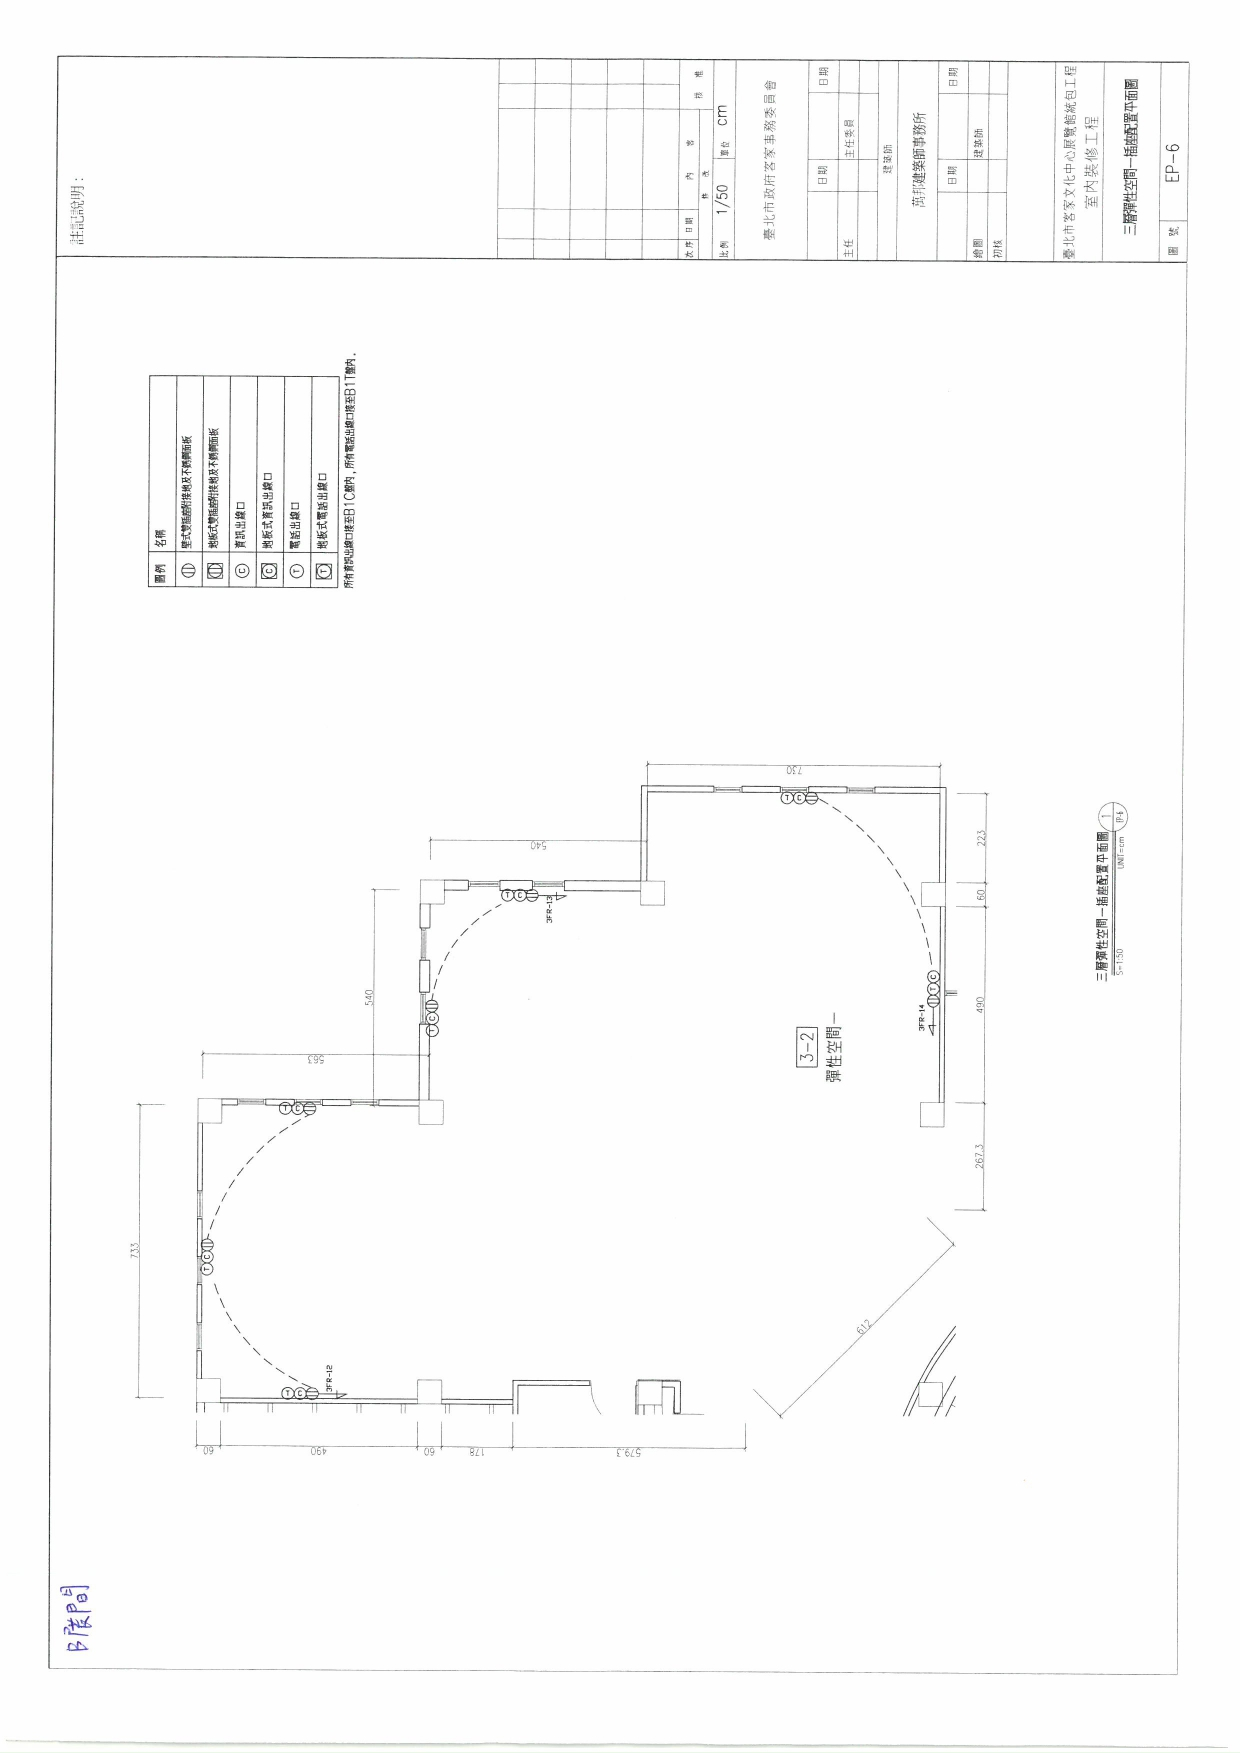 註記說明：
次序 日期 內容 核准
修改
比例 1/50 單位 cm
臺北市政府客家事務委員會
日期 日期
主任 主任委員
建築師
萬邦建築師事務所
日期 日期
繪圖 建築師
初核
臺北市客家文化中心展覽館統包工程
室內裝修工程
三層彈性空間一插座配置平面圖
圖號 EP-6
圖例 名稱
壁式雙插座附接地及不銹鋼面板
地板式雙插座附接地及不銹鋼面板
C 資訊出線口
C 地板式資訊出線口
T 電話出線口
T 地板式電話出線口
所有資訊出線口接至B1C盤內，所有電話出線口接至B1T盤內．
733
563
540
540
730
T C
3FR-12
T C
T C
T C
T C
3FR-13
T C
T C
3FR-14
3-2
彈性空間一
60
490
60
178
579.3
612
267.3
490
60
223
三層彈性空間一插座配置平面圖
S=1:50 UNIT=cm
1
EP-6
B展間